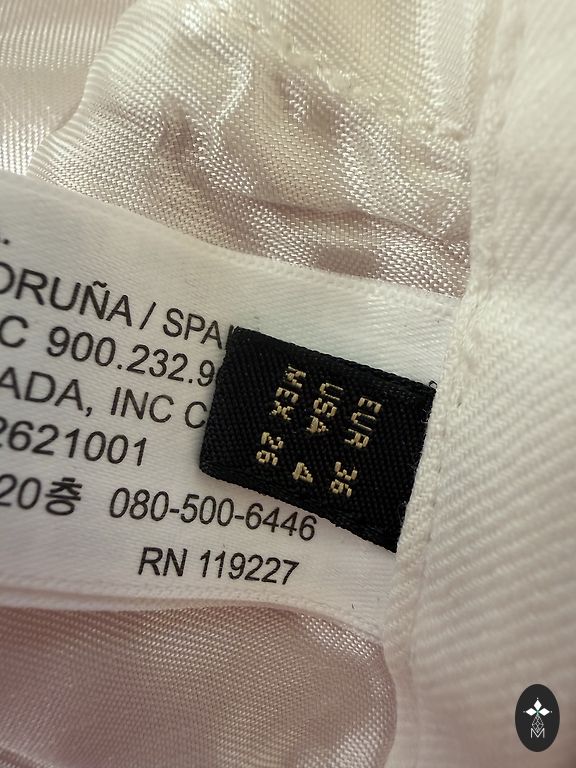 ORUÑA / SPAI
C 900.232.9
ADA, INC C
2621001
20층 080-500-6446
RN 119227
EUR 36
USA 4
MEX 26
M